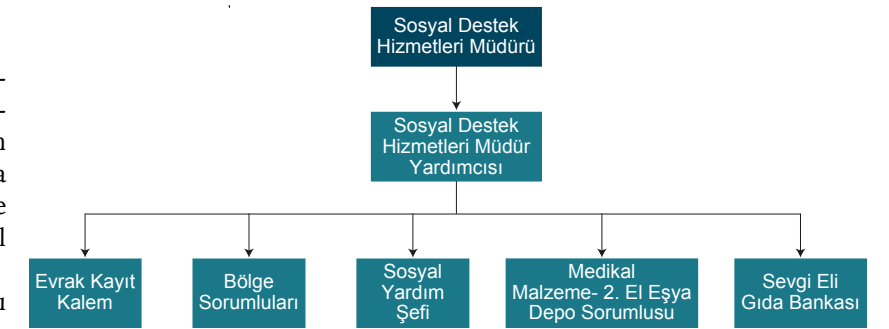 Sosyal Destek
Hizmetleri Müdürü
Sosyal Destek
Hizmetleri Müdür
Yardımcısı
Evrak Kayıt
Kalem
Bölge
Sorumluları
Sosyal
Yardım
Şefi
Medikal
Malzeme- 2. El Eşya
Depo Sorumlusu
Sevgi Eli
Gıda Bankası